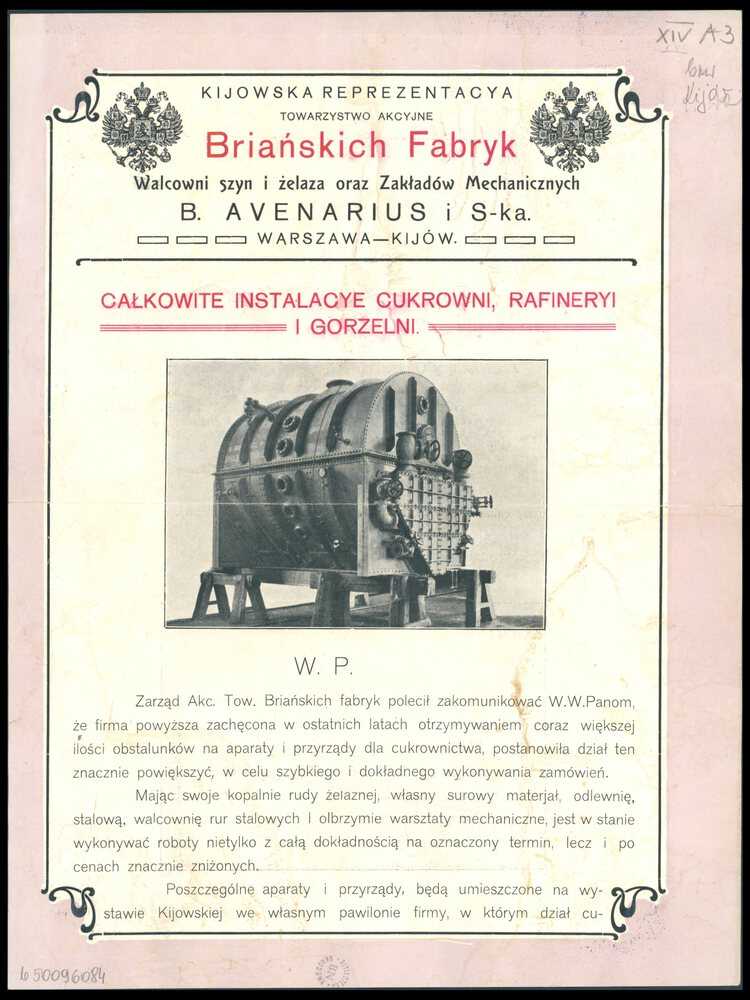 XIV A3
Kijów
KIJOWSKA REPREZENTACYA
TOWARZYSTWO AKCYJNE
Briańskich Fabryk
Walcowni szyn i żelaza oraz Zakładów Mechanicznych
B. AVENARIUS i S-ka.
WARSZAWA—KIJÓW.
CAŁKOWITE INSTALACYE CUKROWNI, RAFINERYI
I GORZELNI.
W. P.
Zarząd Akc. Tow. Briańskich fabryk polecił zakomunikować W.W.Panom,
że firma powyższa zachęcona w ostatnich latach otrzymywaniem coraz większej
ilości obstalunków na aparaty i przyrządy dla cukrownictwa, postanowiła dział ten
znacznie powiększyć, w celu szybkiego i dokładnego wykonywania zamówień.
Mając swoje kopalnie rudy żelaznej, własny surowy materjał, odlewnię,
stalową, walcownię rur stalowych I olbrzymie warsztaty mechaniczne, jest w stanie
wykonywać roboty nietylko z całą dokładnością na oznaczony termin, lecz i po
cenach znacznie zniżonych.
Poszczególne aparaty i przyrządy, będą umieszczone na wy-
stawie Kijowskiej we własnym pawilonie firmy, w którym dział cu-
b50096084